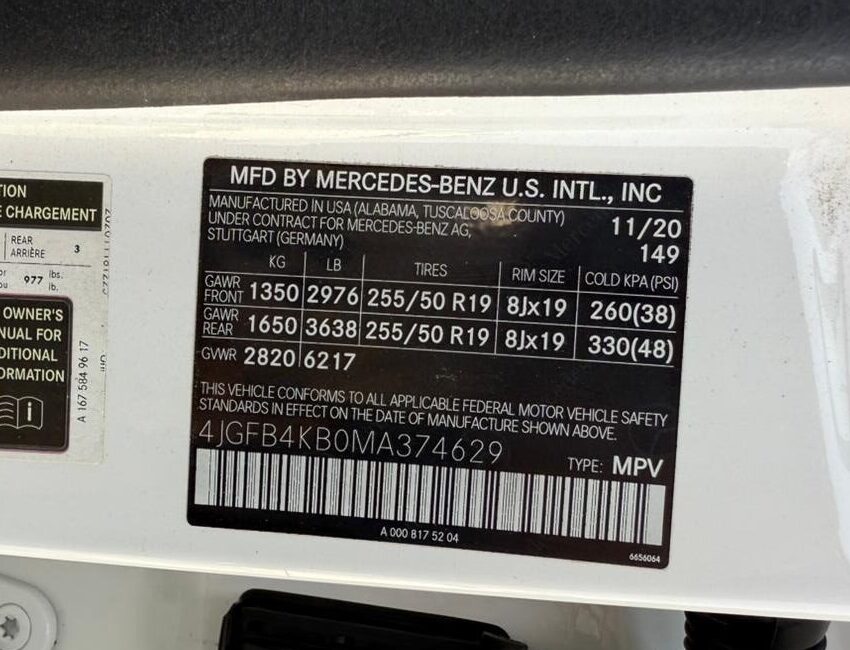 TION
E CHARGEMENT
REAR
ARRIÈRE 3
or
ou 977 lbs.
lb.
OWNER'S
NUAL FOR
DITIONAL
ORMATION
i
A 167 584 96 17
MFD BY MERCEDES-BENZ U.S. INTL., INC
MANUFACTURED IN USA (ALABAMA, TUSCALOOSA COUNTY)
UNDER CONTRACT FOR MERCEDES-BENZ AG,
STUTTGART (GERMANY)
11/20
149
KG LB TIRES RIM SIZE COLD KPA (PSI)
GAWR
FRONT 1350 2976 255/50 R19 8Jx19 260(38)
GAWR
REAR 1650 3638 255/50 R19 8Jx19 330(48)
GVWR 2820 6217
THIS VEHICLE CONFORMS TO ALL APPLICABLE FEDERAL MOTOR VEHICLE SAFETY
STANDARDS IN EFFECT ON THE DATE OF MANUFACTURE SHOWN ABOVE.
4JGFB4KB0MA374629
TYPE: MPV
A 000 817 52 04
6656064